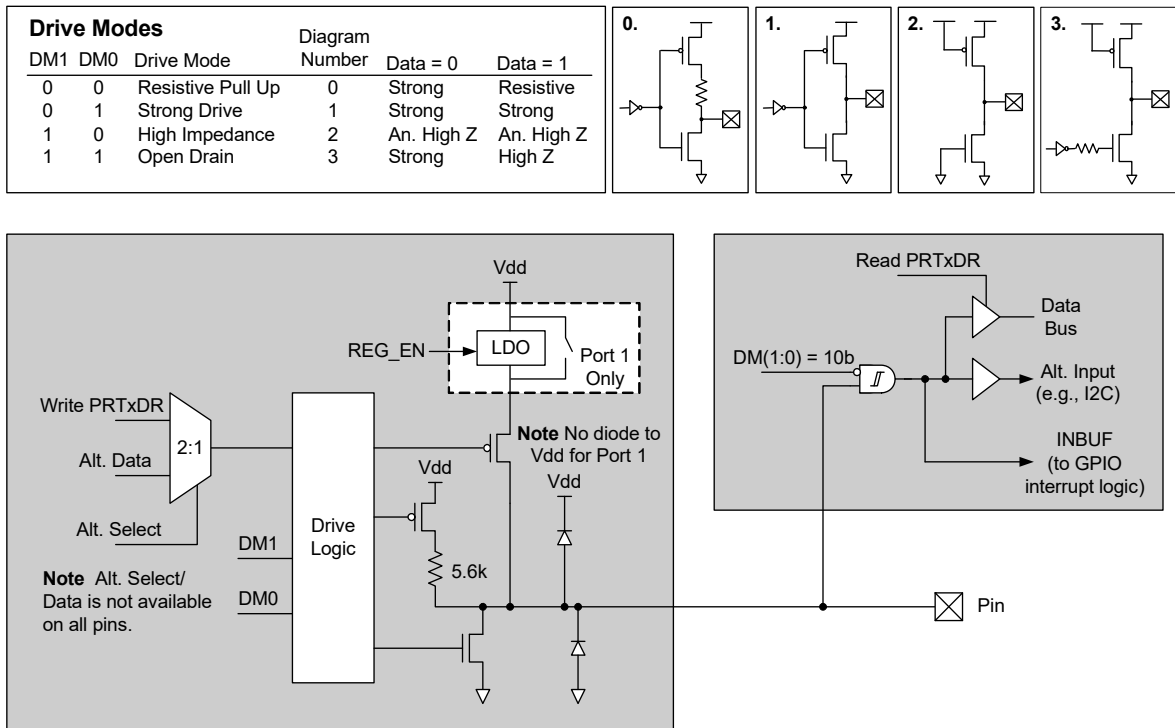 Drive Modes
DM1 DM0 Drive Mode Diagram Number Data = 0 Data = 1
0 0 Resistive Pull Up 0 Strong Resistive
0 1 Strong Drive 1 Strong Strong
1 0 High Impedance 2 An. High Z An. High Z
1 1 Open Drain 3 Strong High Z
0.
1.
2.
3.
Vdd
REG_EN
LDO
Port 1
Only
Write PRTxDR
2:1
Alt. Data
Alt. Select
Note Alt. Select/
Data is not available
on all pins.
DM1
DM0
Drive
Logic
Note No diode to
Vdd for Port 1
Vdd
Vdd
5.6k
Read PRTxDR
Data
Bus
DM(1:0) = 10b
Alt. Input
(e.g., I2C)
INBUF
(to GPIO
interrupt logic)
Pin